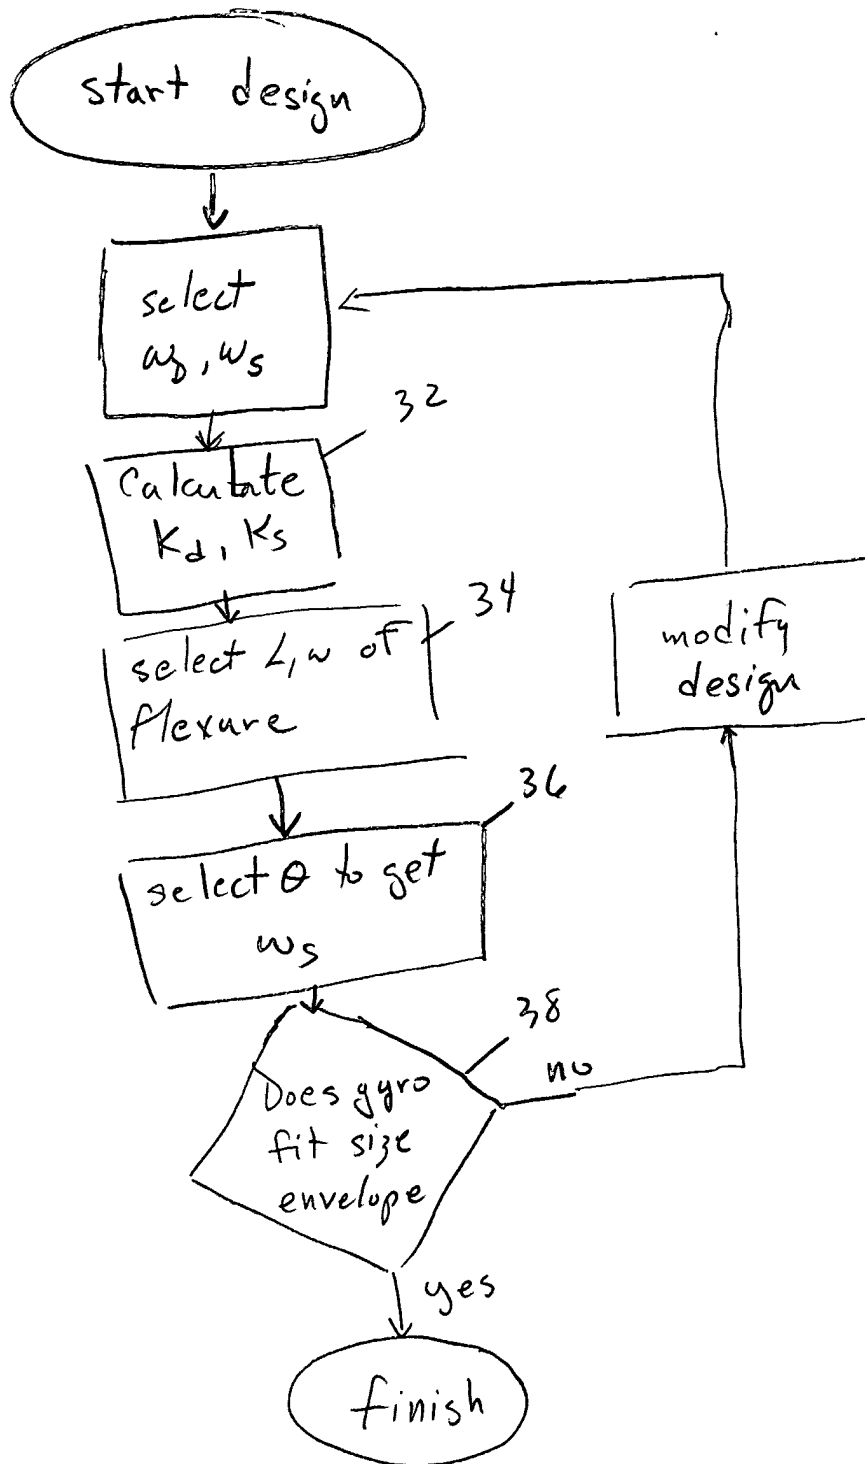 start design
select
ω, ωs
32
Calculate
Kd, Ks
34
select L, w of
flexure
36
select θ to get
ωs
38
no
Does gyro
fit size
envelope
modify
design
yes
finish